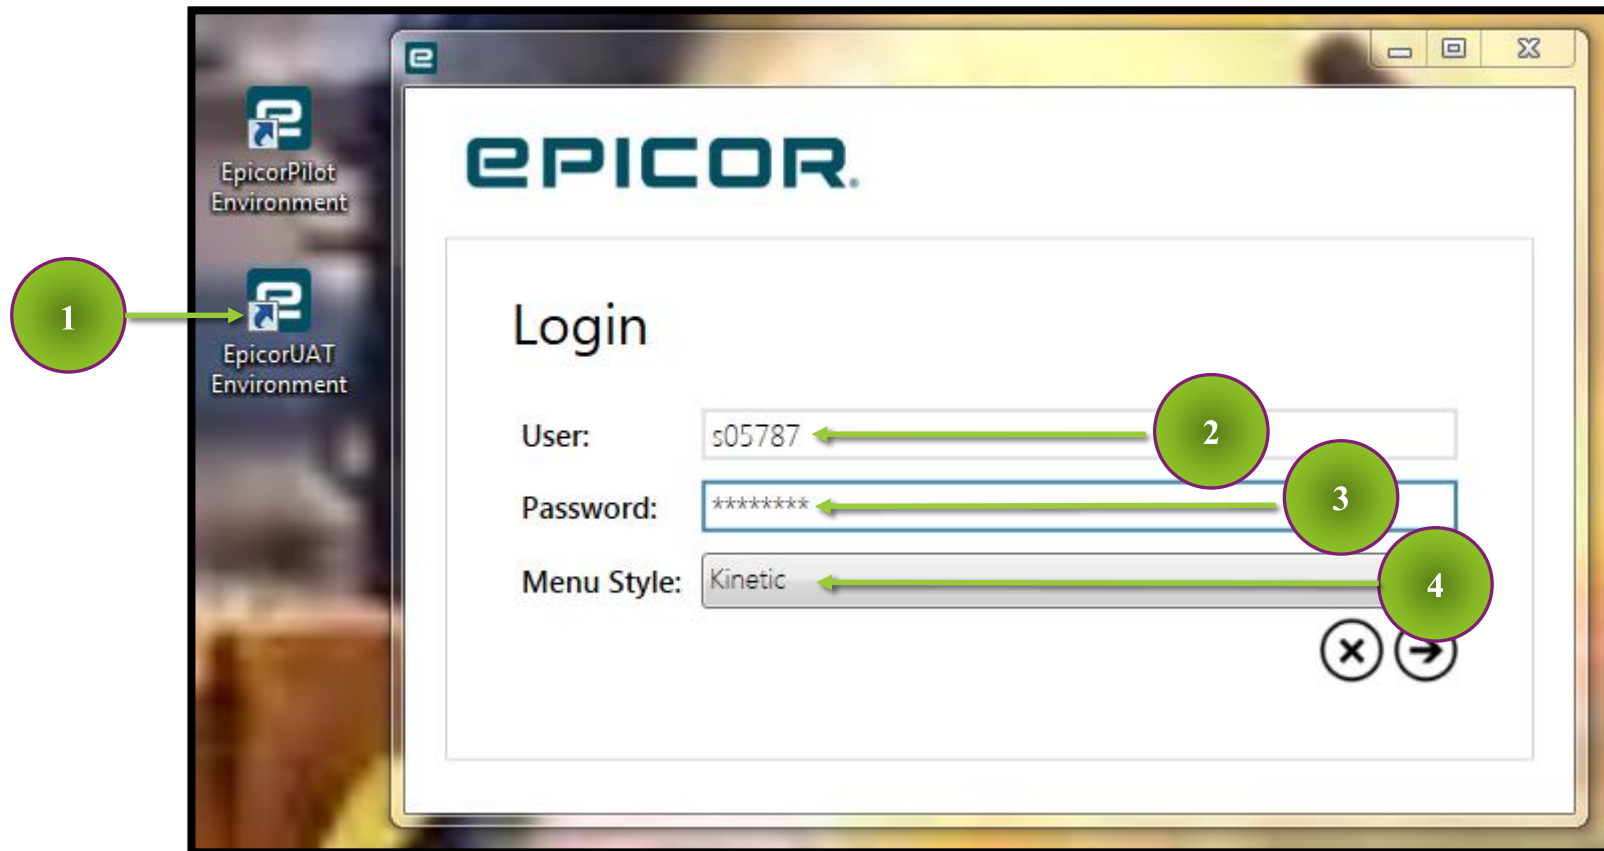 EpicorPilot
Environment
1
EpicorUAT
Environment
EPICOR®
Login
User: s05787 2
Password: ******** 3
Menu Style: Kinetic 4